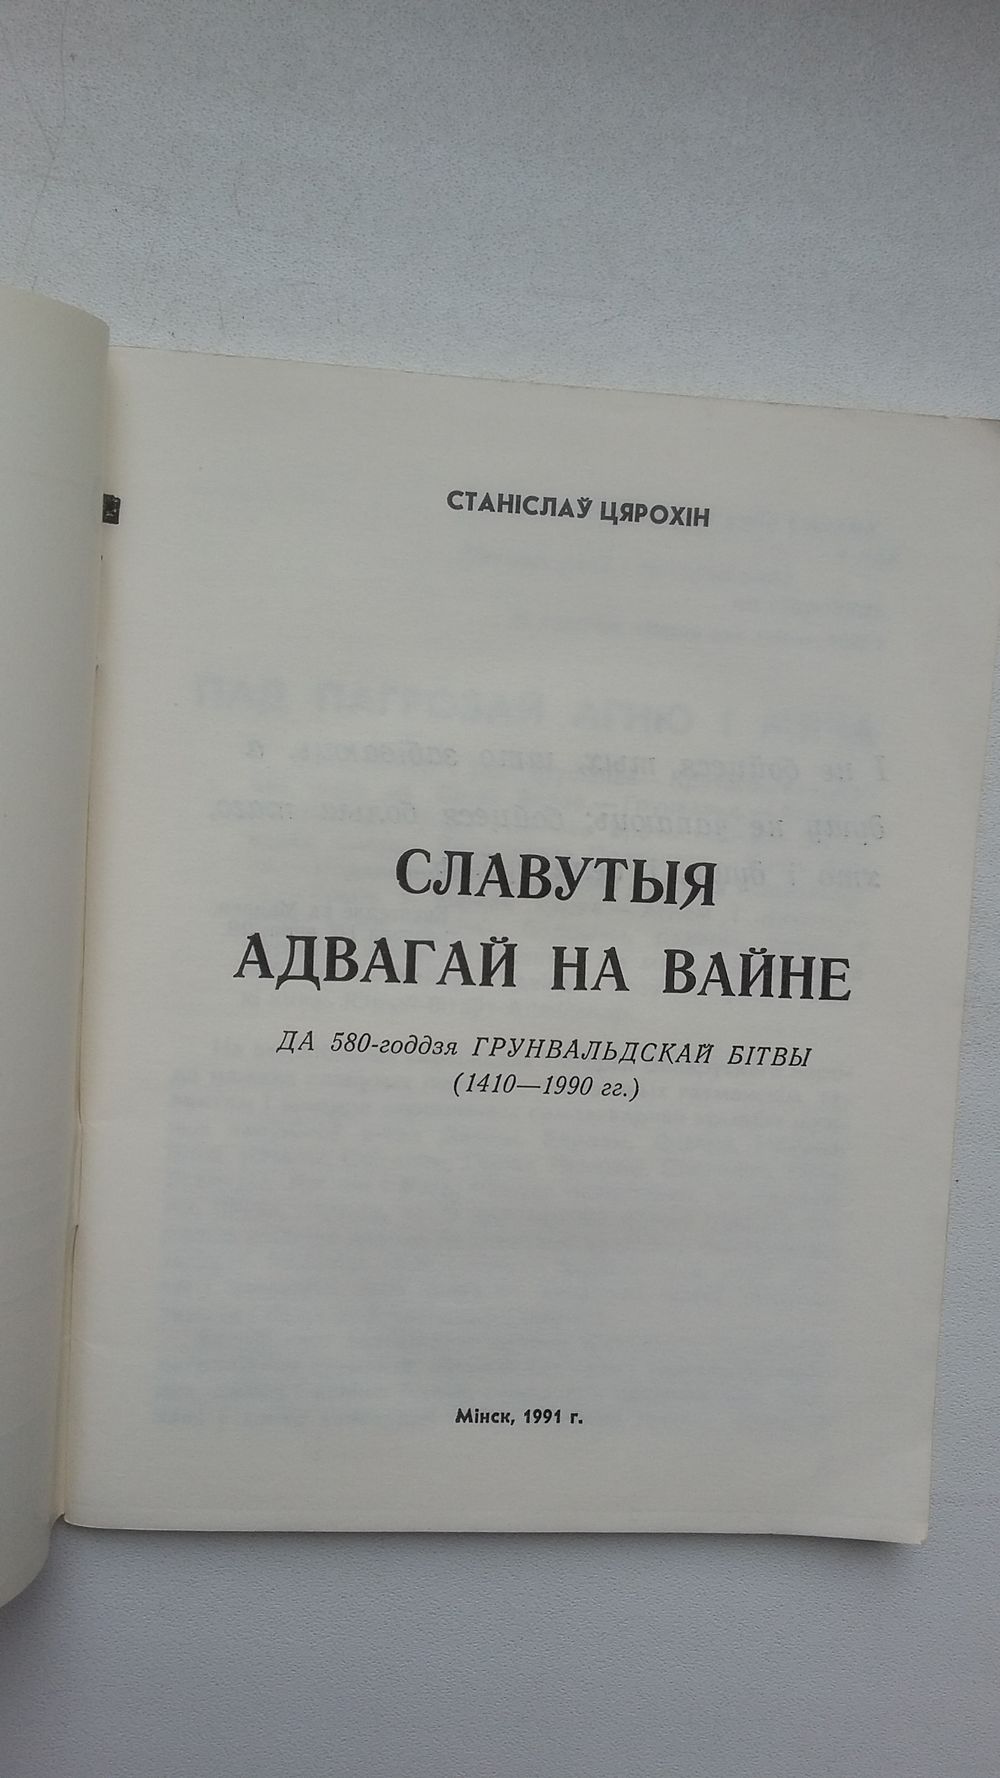 СТАНІСЛАЎ ЦЯРОХІН
СЛАВУТЫЯ
АДВАГАЙ НА ВАЙНЕ
ДА 580-годдзя ГРУНВАЛЬДСКАЙ БІТВЫ
(1410—1990 гг.)
Мінск, 1991 г.